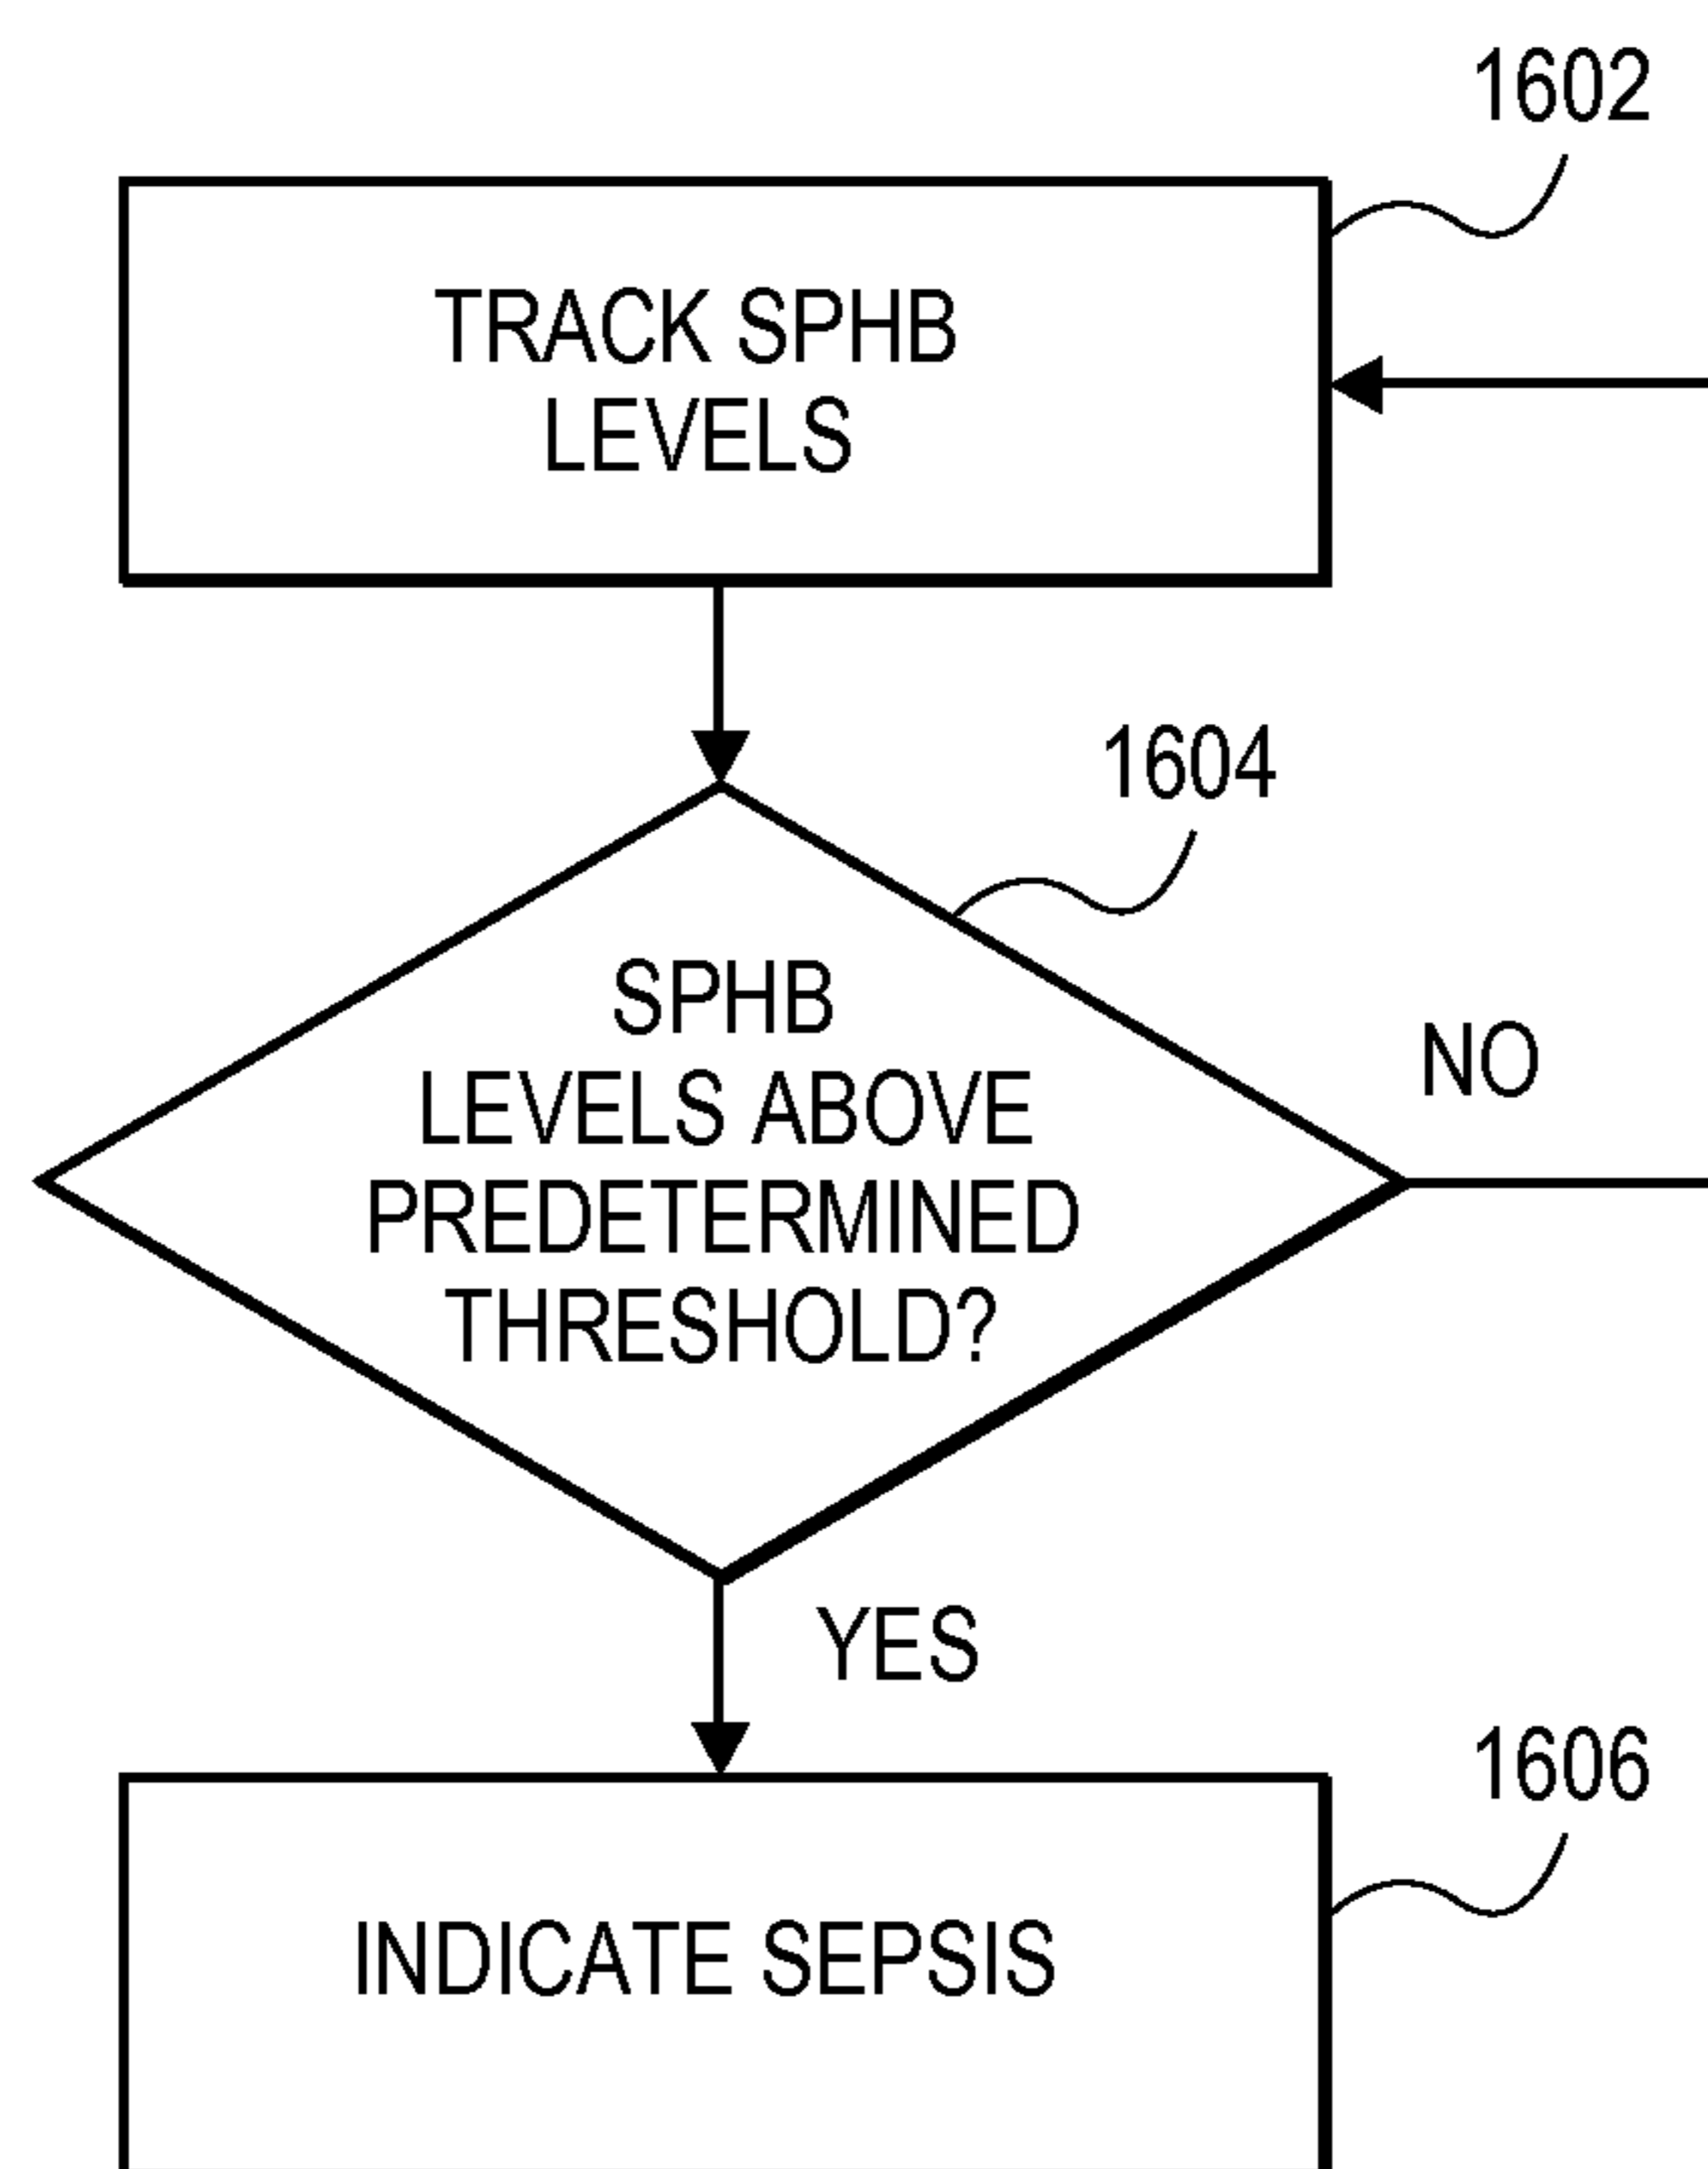 1602
TRACK SPHB
LEVELS
1604
SPHB
LEVELS ABOVE
PREDETERMINED
THRESHOLD?
NO
YES
1606
INDICATE SEPSIS